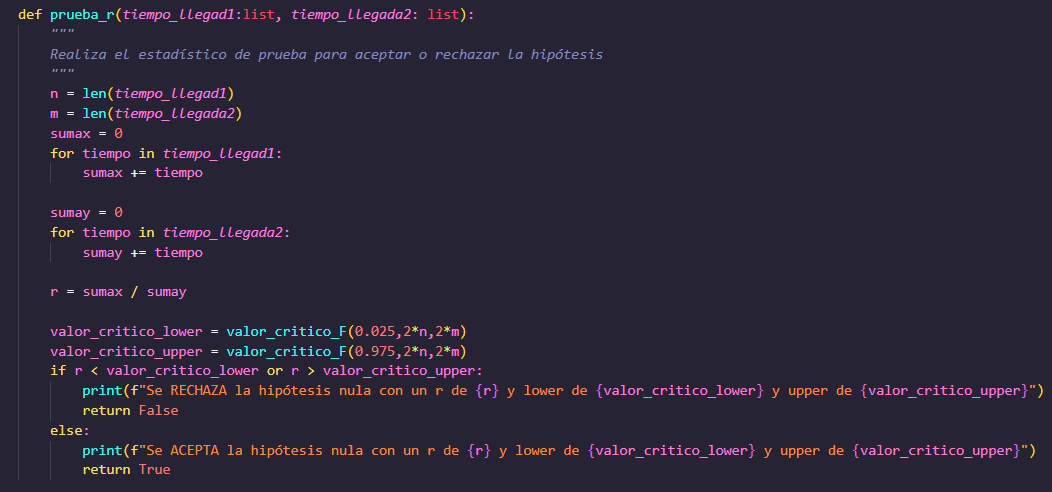 def prueba_r(tiempo_llegad1:list, tiempo_llegada2: list):
"""
Realiza el estadístico de prueba para aceptar o rechazar la hipótesis
"""
n = len(tiempo_llegad1)
m = len(tiempo_llegada2)
sumax = 0
for tiempo in tiempo_llegad1:
sumax += tiempo
sumay = 0
for tiempo in tiempo_llegada2:
sumay += tiempo
r = sumax / sumay
valor_critico_lower = valor_critico_F(0.025,2*n,2*m)
valor_critico_upper = valor_critico_F(0.975,2*n,2*m)
if r < valor_critico_lower or r > valor_critico_upper:
print(f"Se RECHAZA la hipótesis nula con un r de {r} y lower de {valor_critico_lower} y upper de {valor_critico_upper}")
return False
else:
print(f"Se ACEPTA la hipótesis nula con un r de {r} y lower de {valor_critico_lower} y upper de {valor_critico_upper}")
return True